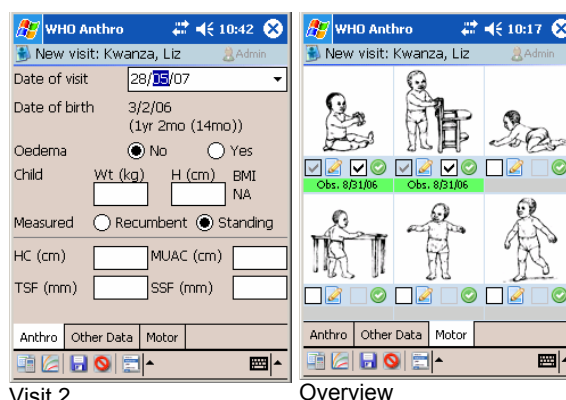 WHO Anthro 10:42
New visit: Kwanza, Liz Admin
Date of visit 28/05/07
Date of birth 3/2/06
(1yr 2mo (14mo))
Oedema No Yes
Child Wt (kg) H (cm) BMI
NA
Measured Recumbent Standing
HC (cm) MUAC (cm)
TSF (mm) SSF (mm)
Anthro Other Data Motor
Visit 2
WHO Anthro 10:17
New visit: Kwanza, Liz Admin
Obs. 8/31/06 Obs. 8/31/06
Anthro Other Data Motor
Overview